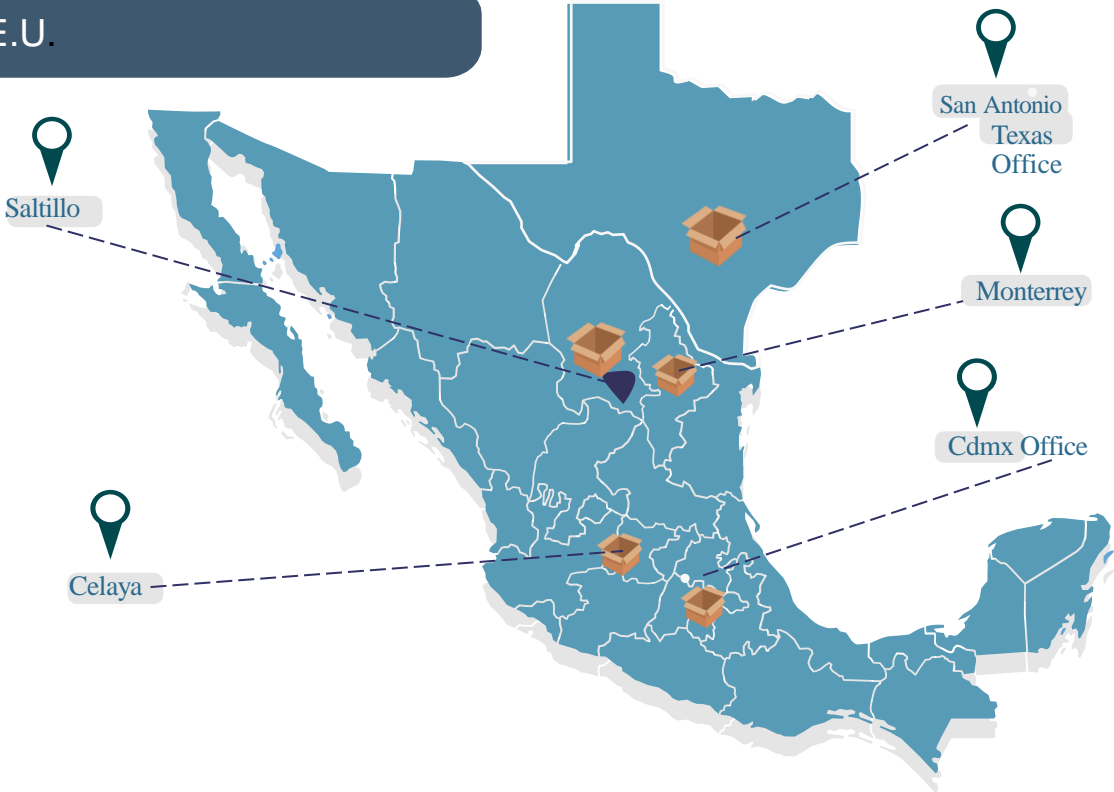 E.U.
San Antonio
Texas
Office
Saltillo
Monterrey
Cdmx Office
Celaya